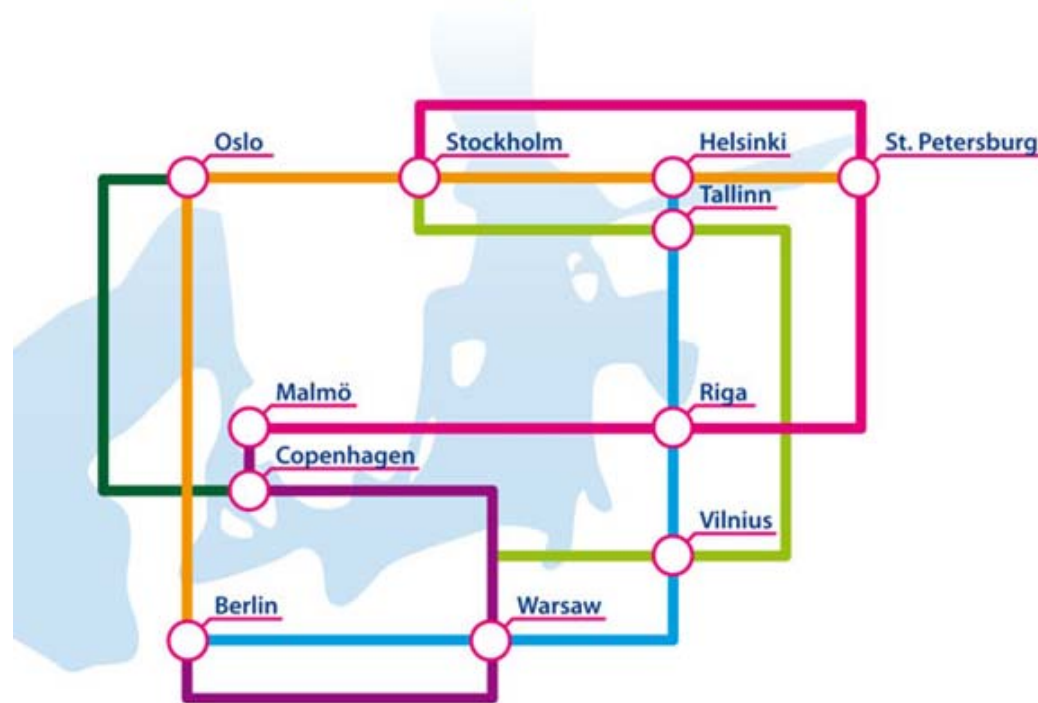 Oslo
Stockholm
Helsinki
St. Petersburg
Tallinn
Malmö
Riga
Copenhagen
Vilnius
Berlin
Warsaw